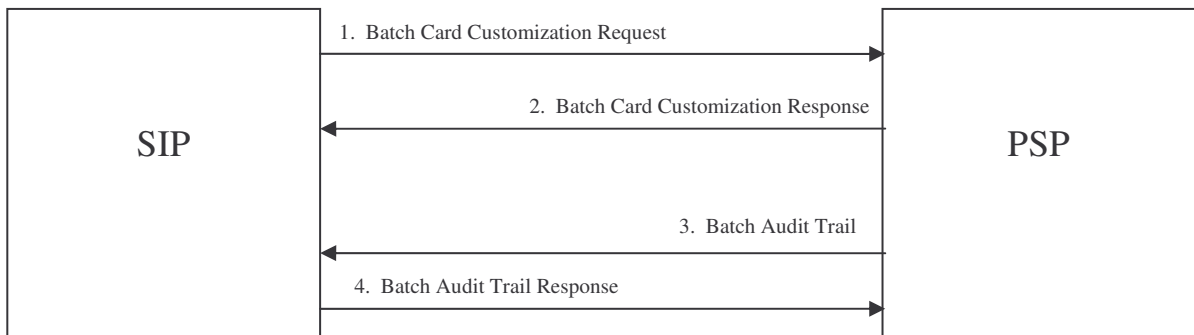 1. Batch Card Customization Request
2. Batch Card Customization Response
SIP
PSP
3. Batch Audit Trail
4. Batch Audit Trail Response